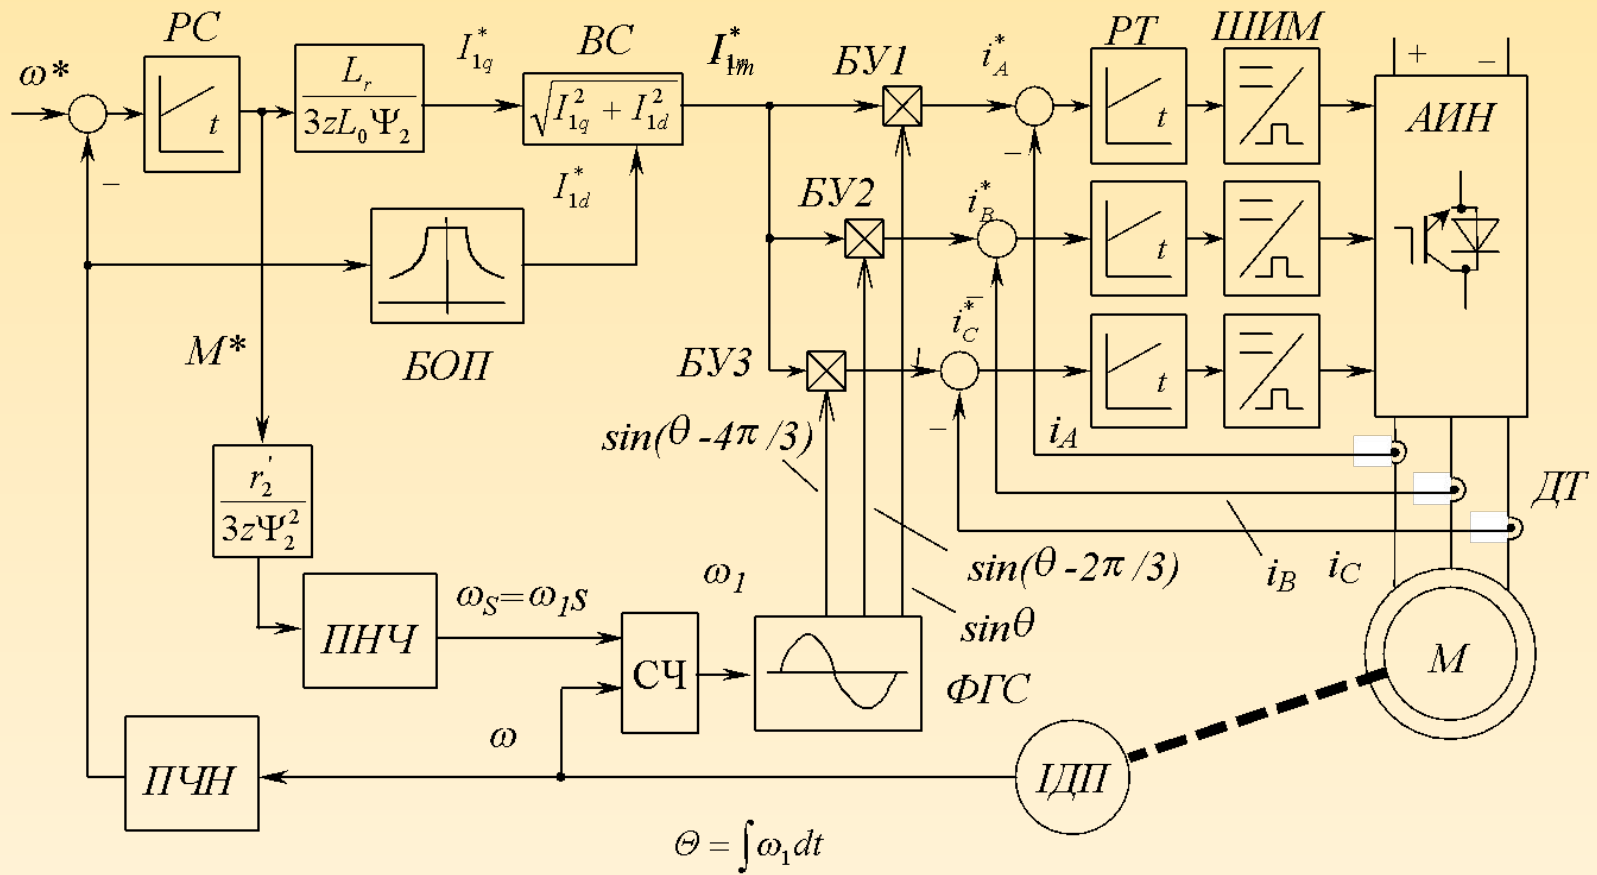 РС
ω*
t
–
L_r
3zL_0Ψ_2
I*_1q
ВС
√(I²_1q + I²_1d)
I*_1d
I*_1m
БУ1
i*_A
–
РТ
t
ШИМ
+ –
АИН
БУ2
i*_B
–
t
БОП
М*
БУ3
i*_C
–
t
sin(θ -4π /3)
i_A
ДТ
r'_2
3zΨ²_2
sin(θ -2π /3)
i_B
i_C
sinθ
ω_S=ω_1s
ω_1
ПНЧ
СЧ
ФГС
М
ω
ПЧН
ІДП
Θ = ∫ω_1dt